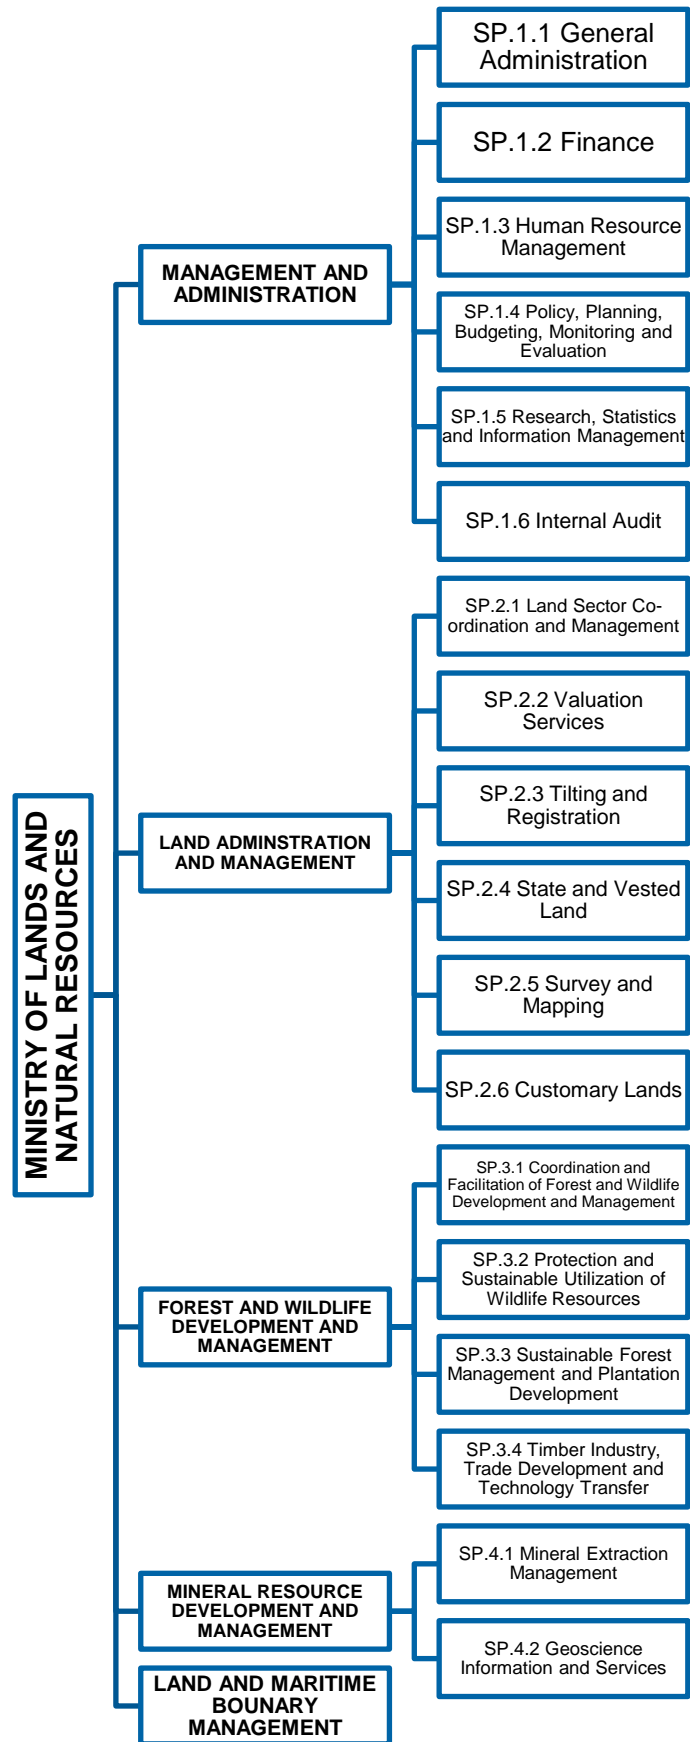 MINISTRY OF LANDS AND
NATURAL RESOURCES
MANAGEMENT AND
ADMINISTRATION
SP.1.1 General
Administration
SP.1.2 Finance
SP.1.3 Human Resource
Management
SP.1.4 Policy, Planning,
Budgeting, Monitoring and
Evaluation
SP.1.5 Research, Statistics
and Information Management
SP.1.6 Internal Audit
LAND ADMINSTRATION
AND MANAGEMENT
SP.2.1 Land Sector Co-
ordination and Management
SP.2.2 Valuation
Services
SP.2.3 Tilting and
Registration
SP.2.4 State and Vested
Land
SP.2.5 Survey and
Mapping
SP.2.6 Customary Lands
FOREST AND WILDLIFE
DEVELOPMENT AND
MANAGEMENT
SP.3.1 Coordination and
Facilitation of Forest and Wildlife
Development and Management
SP.3.2 Protection and
Sustainable Utilization of
Wildlife Resources
SP.3.3 Sustainable Forest
Management and Plantation
Development
SP.3.4 Timber Industry,
Trade Development and
Technology Transfer
MINERAL RESOURCE
DEVELOPMENT AND
MANAGEMENT
SP.4.1 Mineral Extraction
Management
SP.4.2 Geoscience
Information and Services
LAND AND MARITIME
BOUNARY
MANAGEMENT